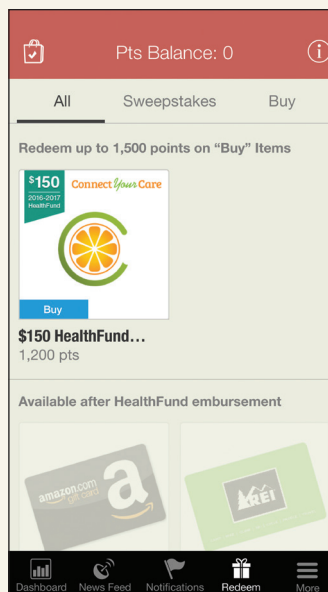 Pts Balance: 0
All Sweepstakes Buy
Redeem up to 1,500 points on “Buy” Items
$150
2016-2017
HealthFund
Connect Your Care
Buy
$150 HealthFund…
1,200 pts
Available after HealthFund embursement
amazon.com
gift card
a
REI
Dashboard News Feed Notifications Redeem More